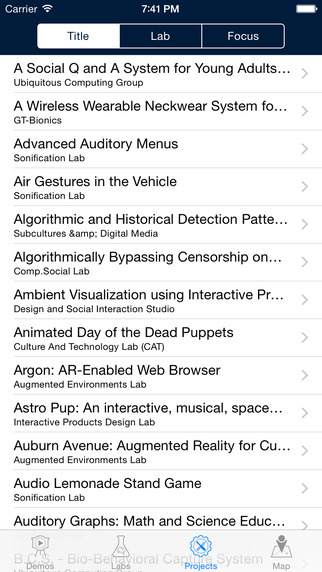 Carrier 7:41 PM
Title Lab Focus
A Social Q and A System for Young Adults...
Ubiquitous Computing Group
A Wireless Wearable Neckwear System fo...
GT-Bionics
Advanced Auditory Menus
Sonification Lab
Air Gestures in the Vehicle
Sonification Lab
Algorithmic and Historical Detection Patte...
Subcultures &amp; Digital Media
Algorithmically Bypassing Censorship on...
Comp.Social Lab
Ambient Visualization using Interactive Pr...
Design and Social Interaction Studio
Animated Day of the Dead Puppets
Culture And Technology Lab (CAT)
Argon: AR-Enabled Web Browser
Augmented Environments Lab
Astro Pup: An interactive, musical, space...
Interactive Products Design Lab
Auburn Avenue: Augmented Reality for Cu...
Augmented Environments Lab
Audio Lemonade Stand Game
Sonification Lab
Auditory Graphs: Math and Science Educ...
Sonification Lab
B.C.S. - Bio-Behavioral Capture System
Ubiquitous Computing Group
Demos Labs Projects Map